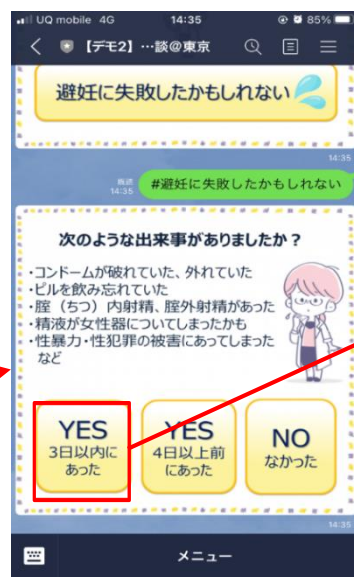 UQ mobile 4G 14:35 85%
【デモ2】…談@東京
避妊に失敗したかもしれない
14:35
既読
14:35
#避妊に失敗したかもしれない
次のような出来事がありましたか？
・コンドームが破れていた、外れていた
・ピルを飲み忘れていた
・腟（ちつ）内射精、腟外射精があった
・精液が女性器についてしまったかも
・性暴力・性犯罪の被害にあってしまった
など
YES
3日以内に
あった
YES
4日以上前
にあった
NO
なかった
14:35
メニュー